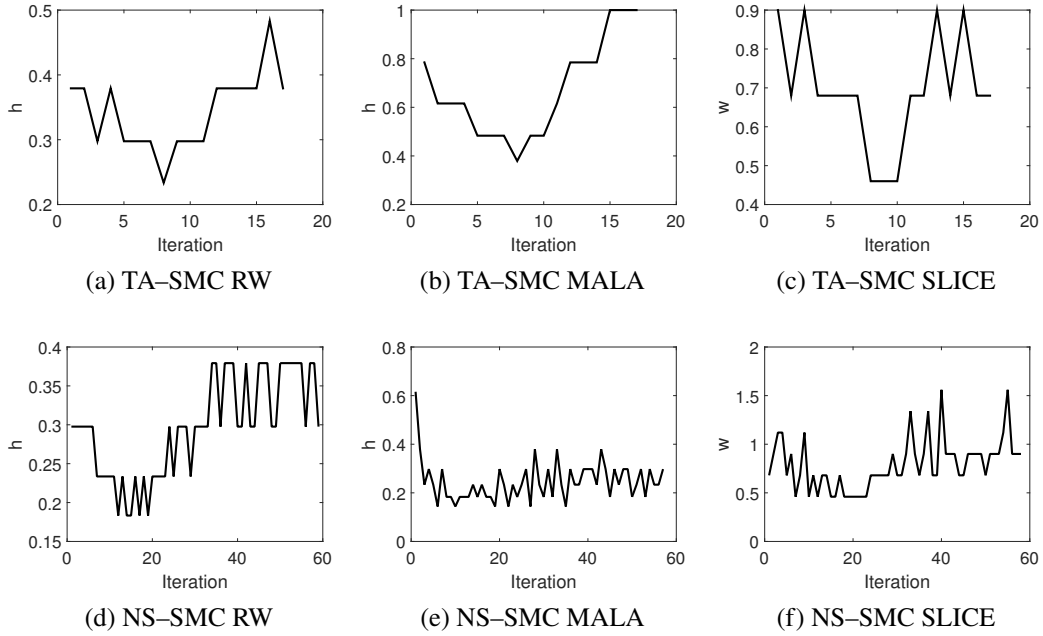 0.5
0.4
0.3
0.2
h
0 5 10 15 20
Iteration
(a) TA–SMC RW
1
0.8
0.6
0.4
0.2
h
0 5 10 15 20
Iteration
(b) TA–SMC MALA
0.9
0.8
0.7
0.6
0.5
0.4
w
0 5 10 15 20
Iteration
(c) TA–SMC SLICE
0.4
0.35
0.3
0.25
0.2
0.15
h
0 20 40 60
Iteration
(d) NS–SMC RW
0.8
0.6
0.4
0.2
0
h
0 20 40 60
Iteration
(e) NS–SMC MALA
2
1.5
1
0.5
0
w
0 20 40 60
Iteration
(f) NS–SMC SLICE